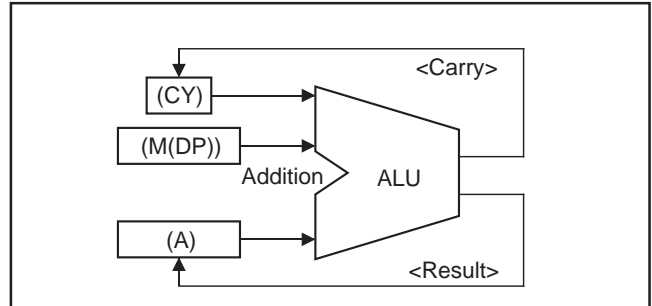 <Carry>
(CY)
(M(DP))
Addition
ALU
(A)
<Result>